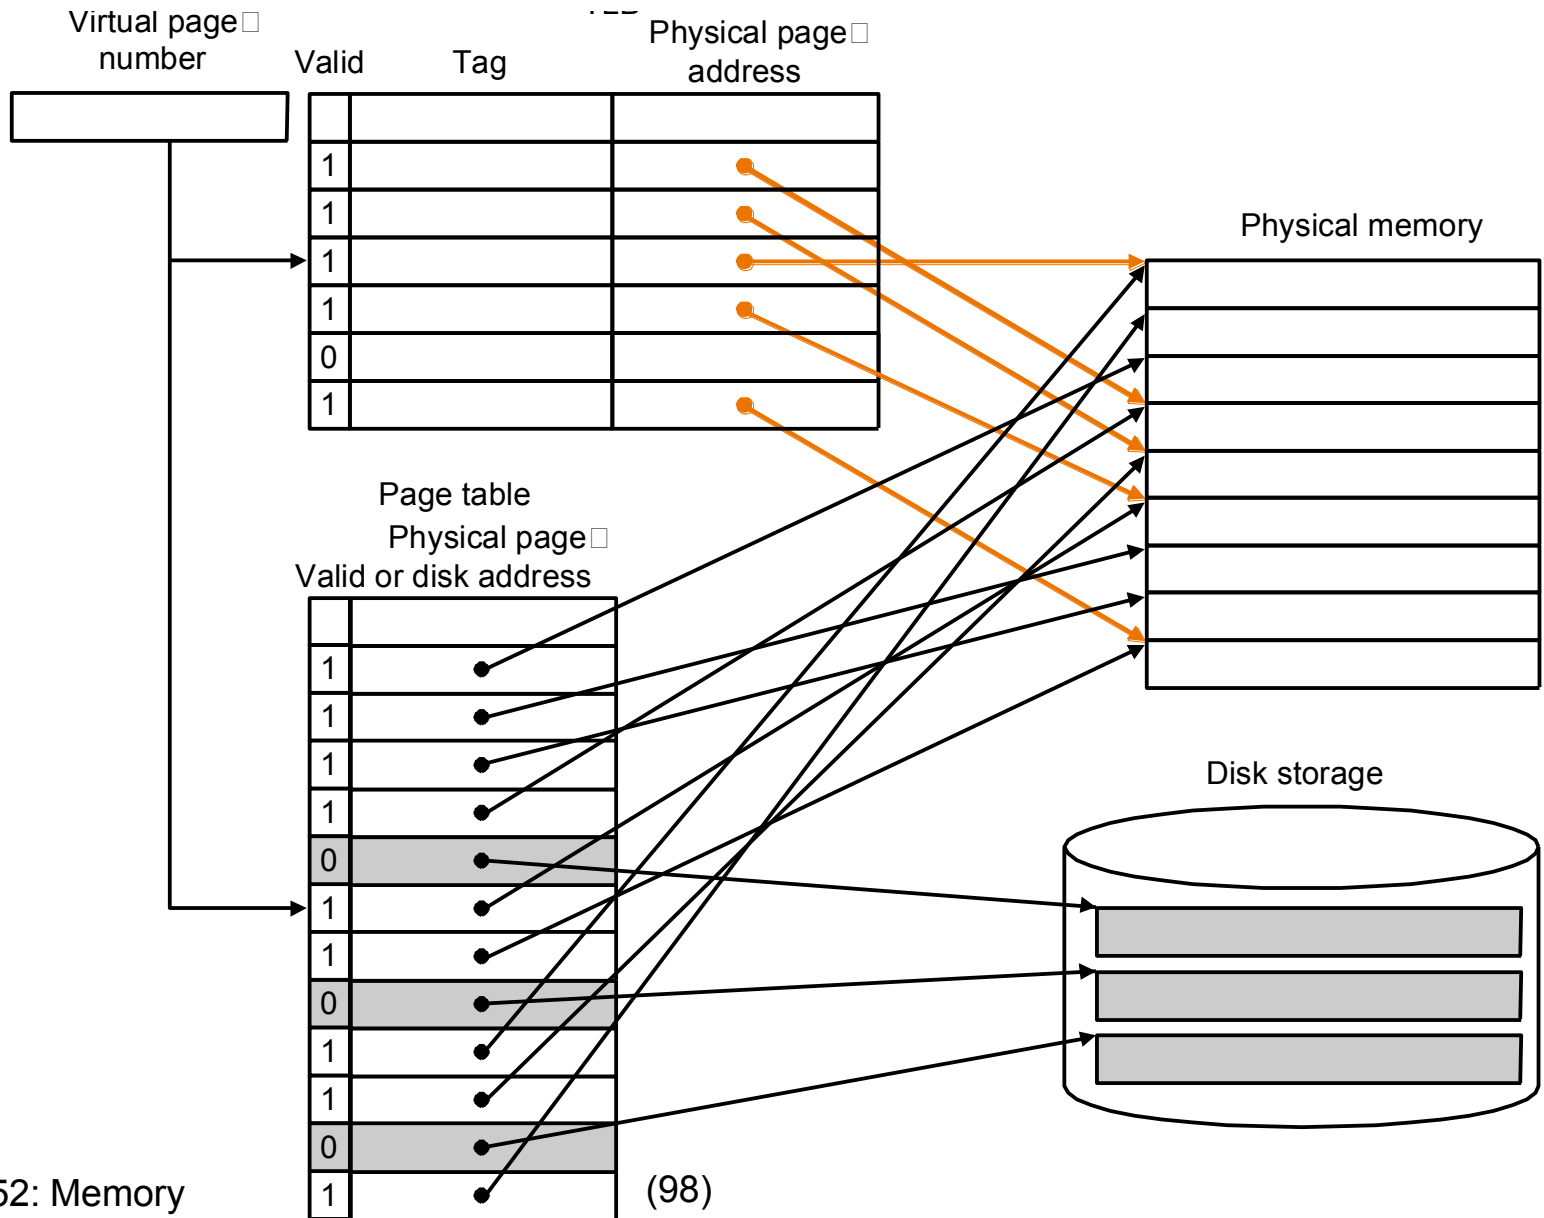 Virtual page
number
Valid
Tag
Physical page
address
1
1
1
1
0
1
Physical memory
Page table
Physical page
Valid or disk address
1
1
1
1
0
1
1
0
1
1
0
1
Disk storage
52: Memory
(98)